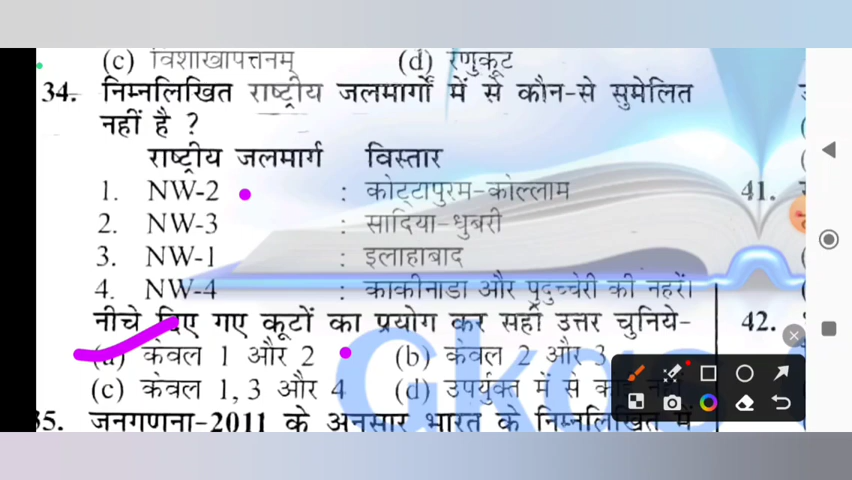 (c) विशाखापत्तनम् (d) रेणुकूट
34. निम्नलिखित राष्ट्रीय जलमार्गों में से कौन-से सुमेलित
नहीं है ?
राष्ट्रीय जलमार्ग विस्तार
1. NW-2 : कोट्टापुरम-कोल्लाम
2. NW-3 : सादिया-धुबरी
3. NW-1 : इलाहाबाद
4. NW-4 : काकीनाडा और पुदुच्चेरी की नहरें।
नीचे दिए गए कूटों का प्रयोग कर सही उत्तर चुनिये-
(a) केवल 1 और 2 (b) केवल 2 और 3
(c) केवल 1, 3 और 4 (d) उपर्युक्त में से कोई नहीं
35. जनगणना-2011 के अनुसार भारत के निम्नलिखित में
41.
42.